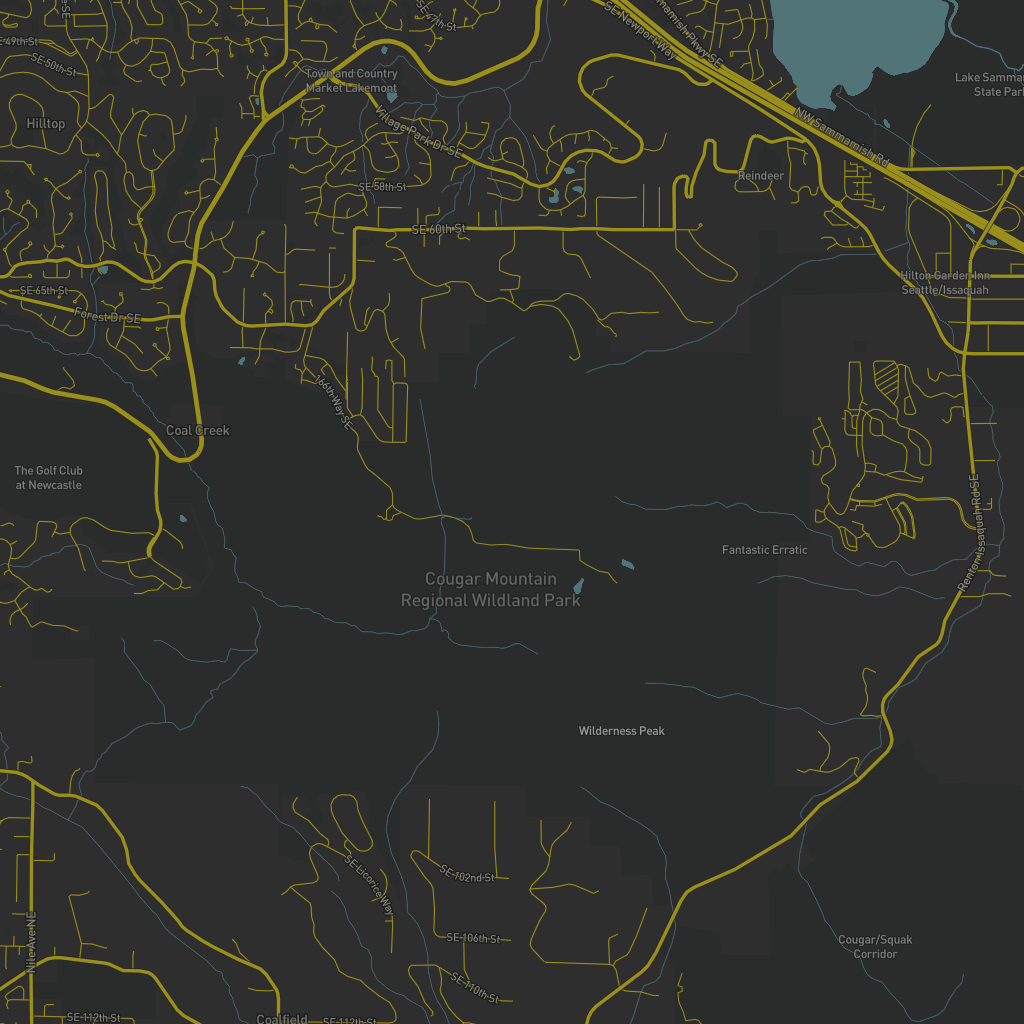 SE 47th St
SE Newport Way
SE 49th St
SE 50th St
Town and Country
Market Lakemont
Lake Samma
State Park
Hilltop
Village Park Dr SE
NW Sammamish Rd
SE 58th St
Reindeer
SE 60th St
Hilton Garden Inn
Seattle/Issaquah
SE 65th St
Forest Dr SE
166th Way SE
Coal Creek
The Golf Club
at Newcastle
Renton-Issaquah Rd SE
Fantastic Erratic
Cougar Mountain
Regional Wildland Park
Wilderness Peak
SE Licorice Way
SE 102nd St
Nile Ave NE
SE 106th St
Cougar/Squak
Corridor
SE 110th St
SE 112th St
Coalfield
SE 112th St